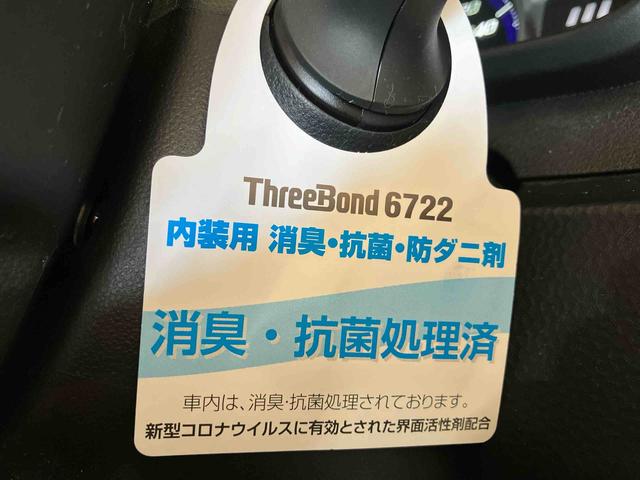 ThreeBond 6722
内装用 消臭・抗菌・防ダニ剤
消臭・抗菌処理済
車内は、消臭・抗菌処理されております。
新型コロナウイルスに有効とされた界面活性剤配合